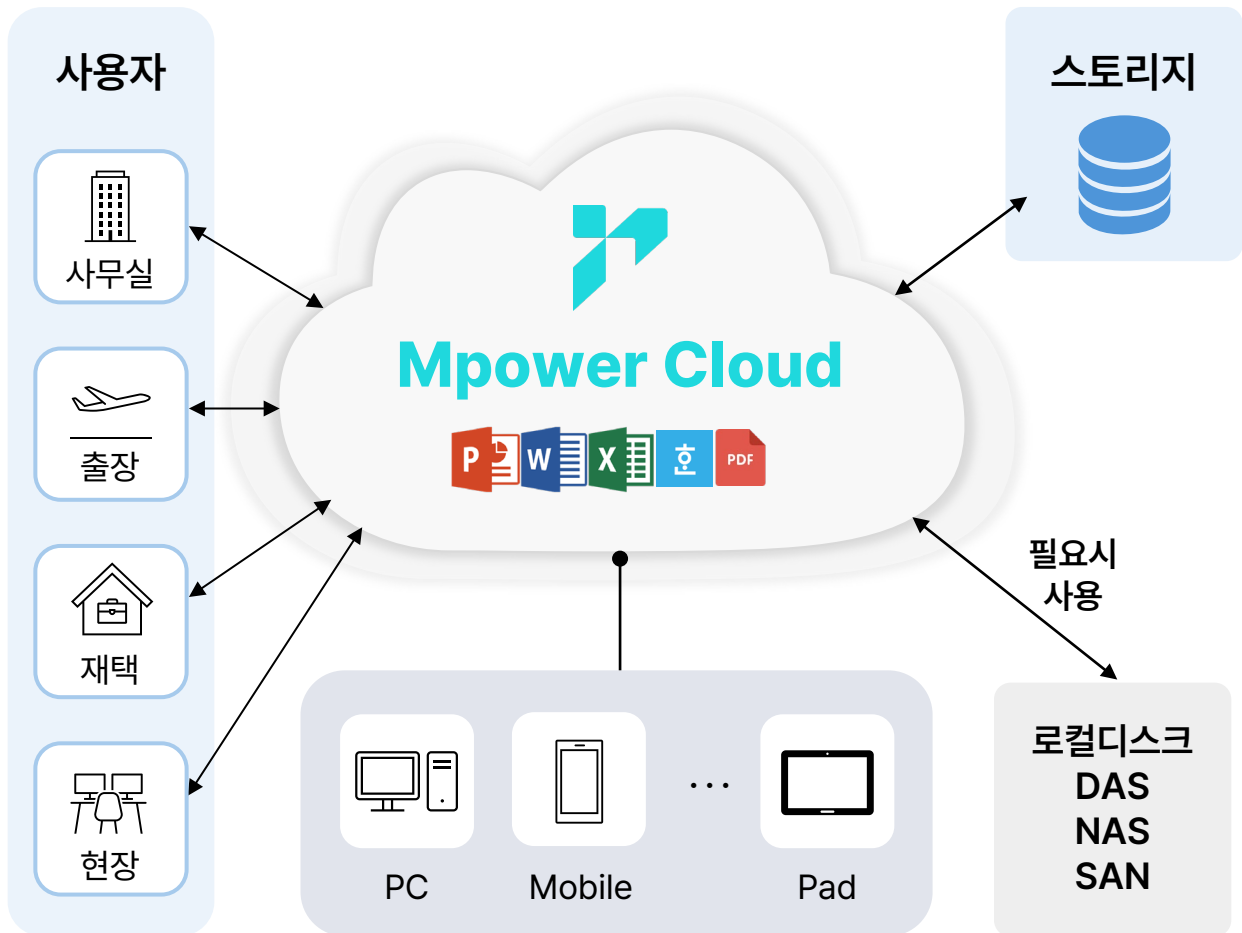 사용자
사무실
출장
재택
현장
Mpower Cloud
P W X 한 PDF
PC
Mobile
...
Pad
스토리지
필요시
사용
로컬디스크
DAS
NAS
SAN